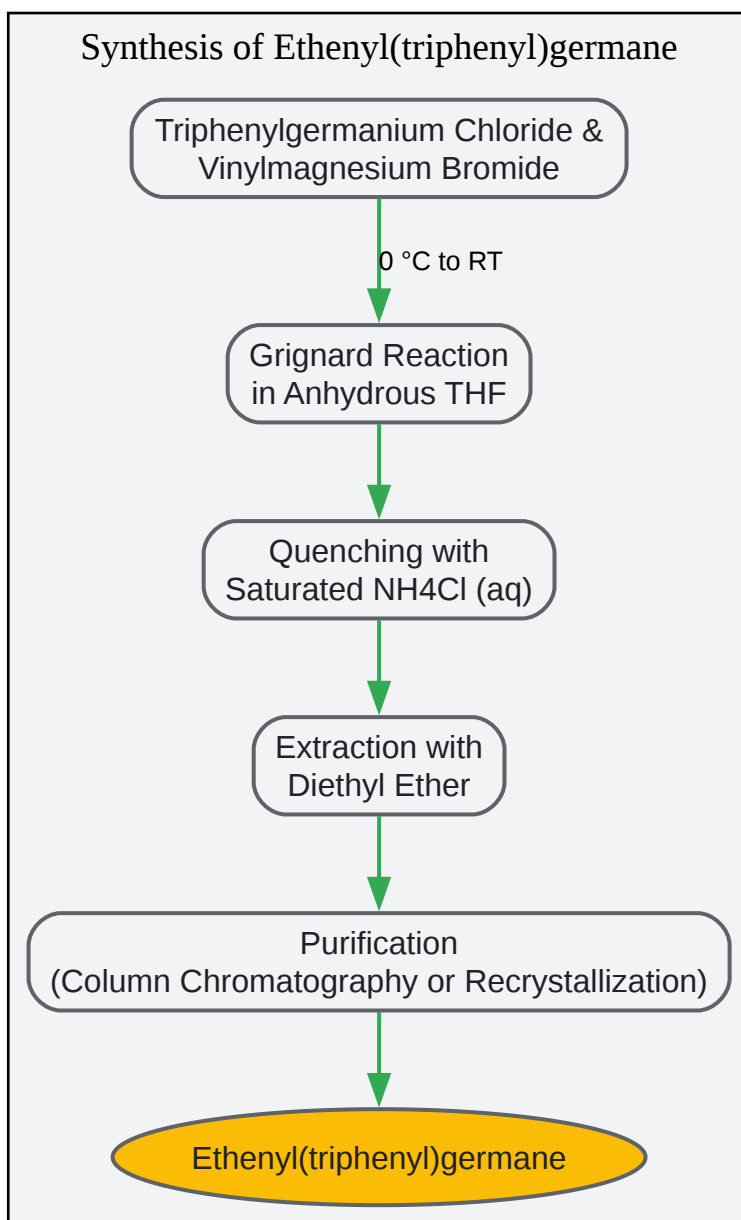 Synthesis of Ethenyl(triphenyl)germane
Triphenylgermanium Chloride &
Vinylmagnesium Bromide
0 °C to RT
Grignard Reaction
in Anhydrous THF
Quenching with
Saturated NH4Cl (aq)
Extraction with
Diethyl Ether
Purification
(Column Chromatography or Recrystallization)
Ethenyl(triphenyl)germane